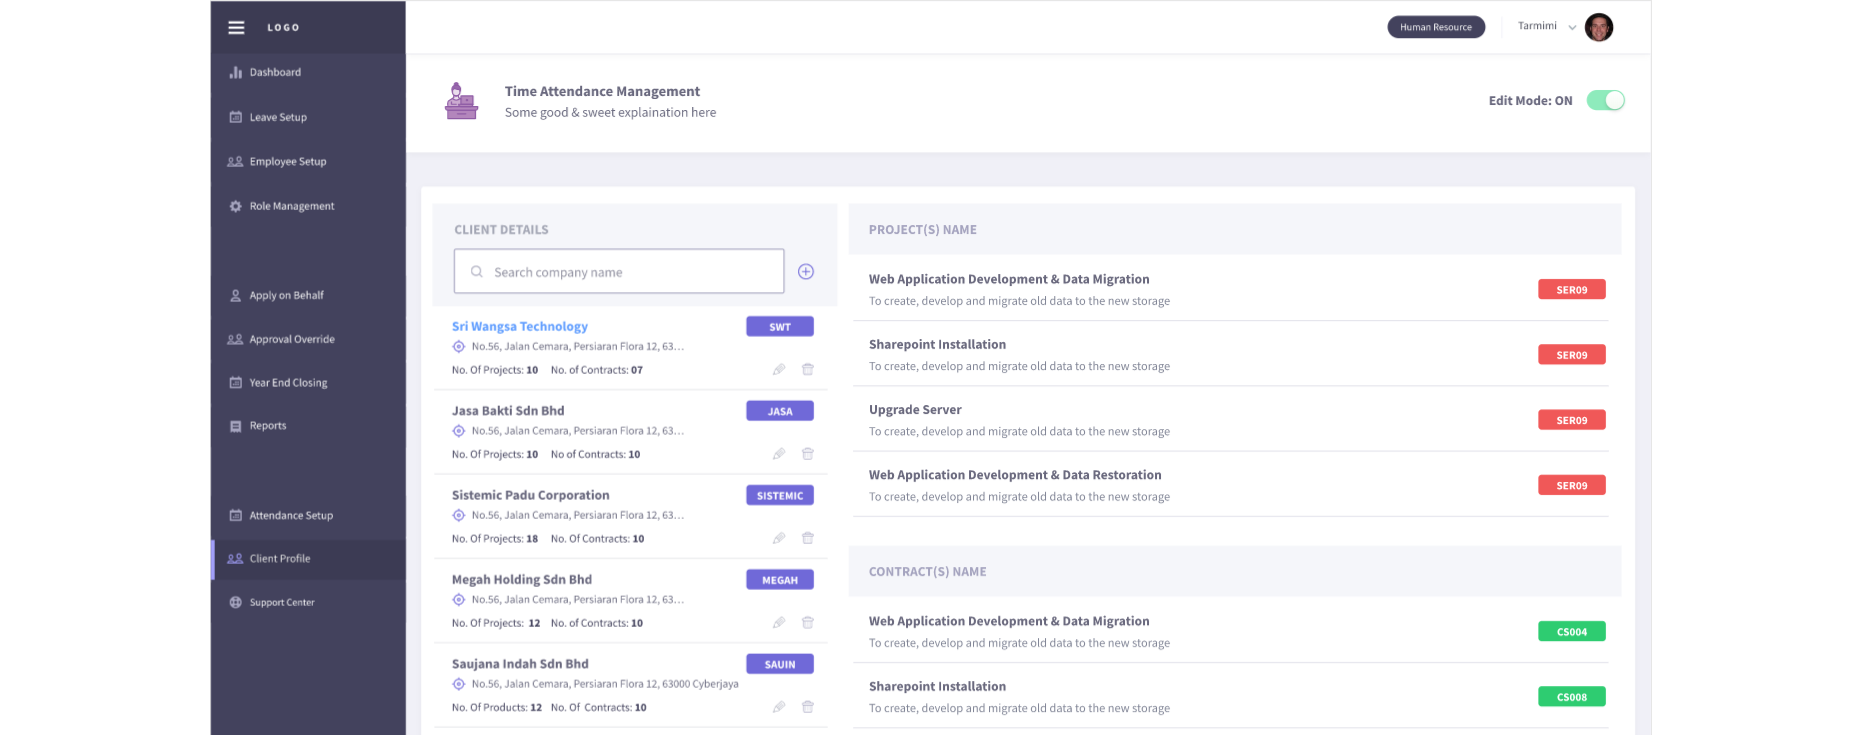 LOGO
Human Resource
Tarmimi
Dashboard
Leave Setup
Employee Setup
Role Management
Apply on Behalf
Approval Override
Year End Closing
Reports
Attendance Setup
Client Profile
Support Center
Time Attendance Management
Some good & sweet explaination here
Edit Mode: ON
CLIENT DETAILS
Search company name
Sri Wangsa Technology
SWT
No.56, Jalan Cemara, Persiaran Flora 12, 63...
No. Of Projects: 10 No. of Contracts: 07
Jasa Bakti Sdn Bhd
JASA
No.56, Jalan Cemara, Persiaran Flora 12, 63...
No. Of Projects: 10 No of Contracts: 10
Sistemic Padu Corporation
SISTEMIC
No.56, Jalan Cemara, Persiaran Flora 12, 63...
No. Of Projects: 18 No. Of Contracts: 10
Megah Holding Sdn Bhd
MEGAH
No.56, Jalan Cemara, Persiaran Flora 12, 63...
No. Of Projects: 12 No. of Contracts: 10
Saujana Indah Sdn Bhd
SAUIN
No.56, Jalan Cemara, Persiaran Flora 12, 63000 Cyberjaya
No. Of Products: 12 No. Of Contracts: 10
PROJECT(S) NAME
Web Application Development & Data Migration
To create, develop and migrate old data to the new storage
SER09
Sharepoint Installation
To create, develop and migrate old data to the new storage
SER09
Upgrade Server
To create, develop and migrate old data to the new storage
SER09
Web Application Development & Data Restoration
To create, develop and migrate old data to the new storage
SER09
CONTRACT(S) NAME
Web Application Development & Data Migration
To create, develop and migrate old data to the new storage
CS004
Sharepoint Installation
To create, develop and migrate old data to the new storage
CS008